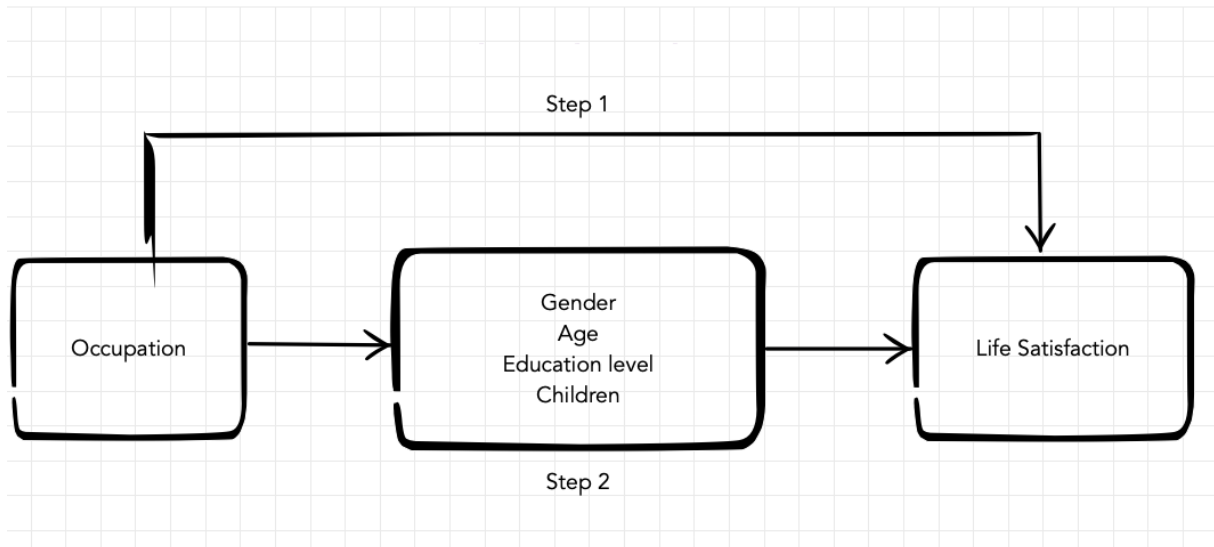 Step 1
Occupation
Gender
Age
Education level
Children
Life Satisfaction
Step 2